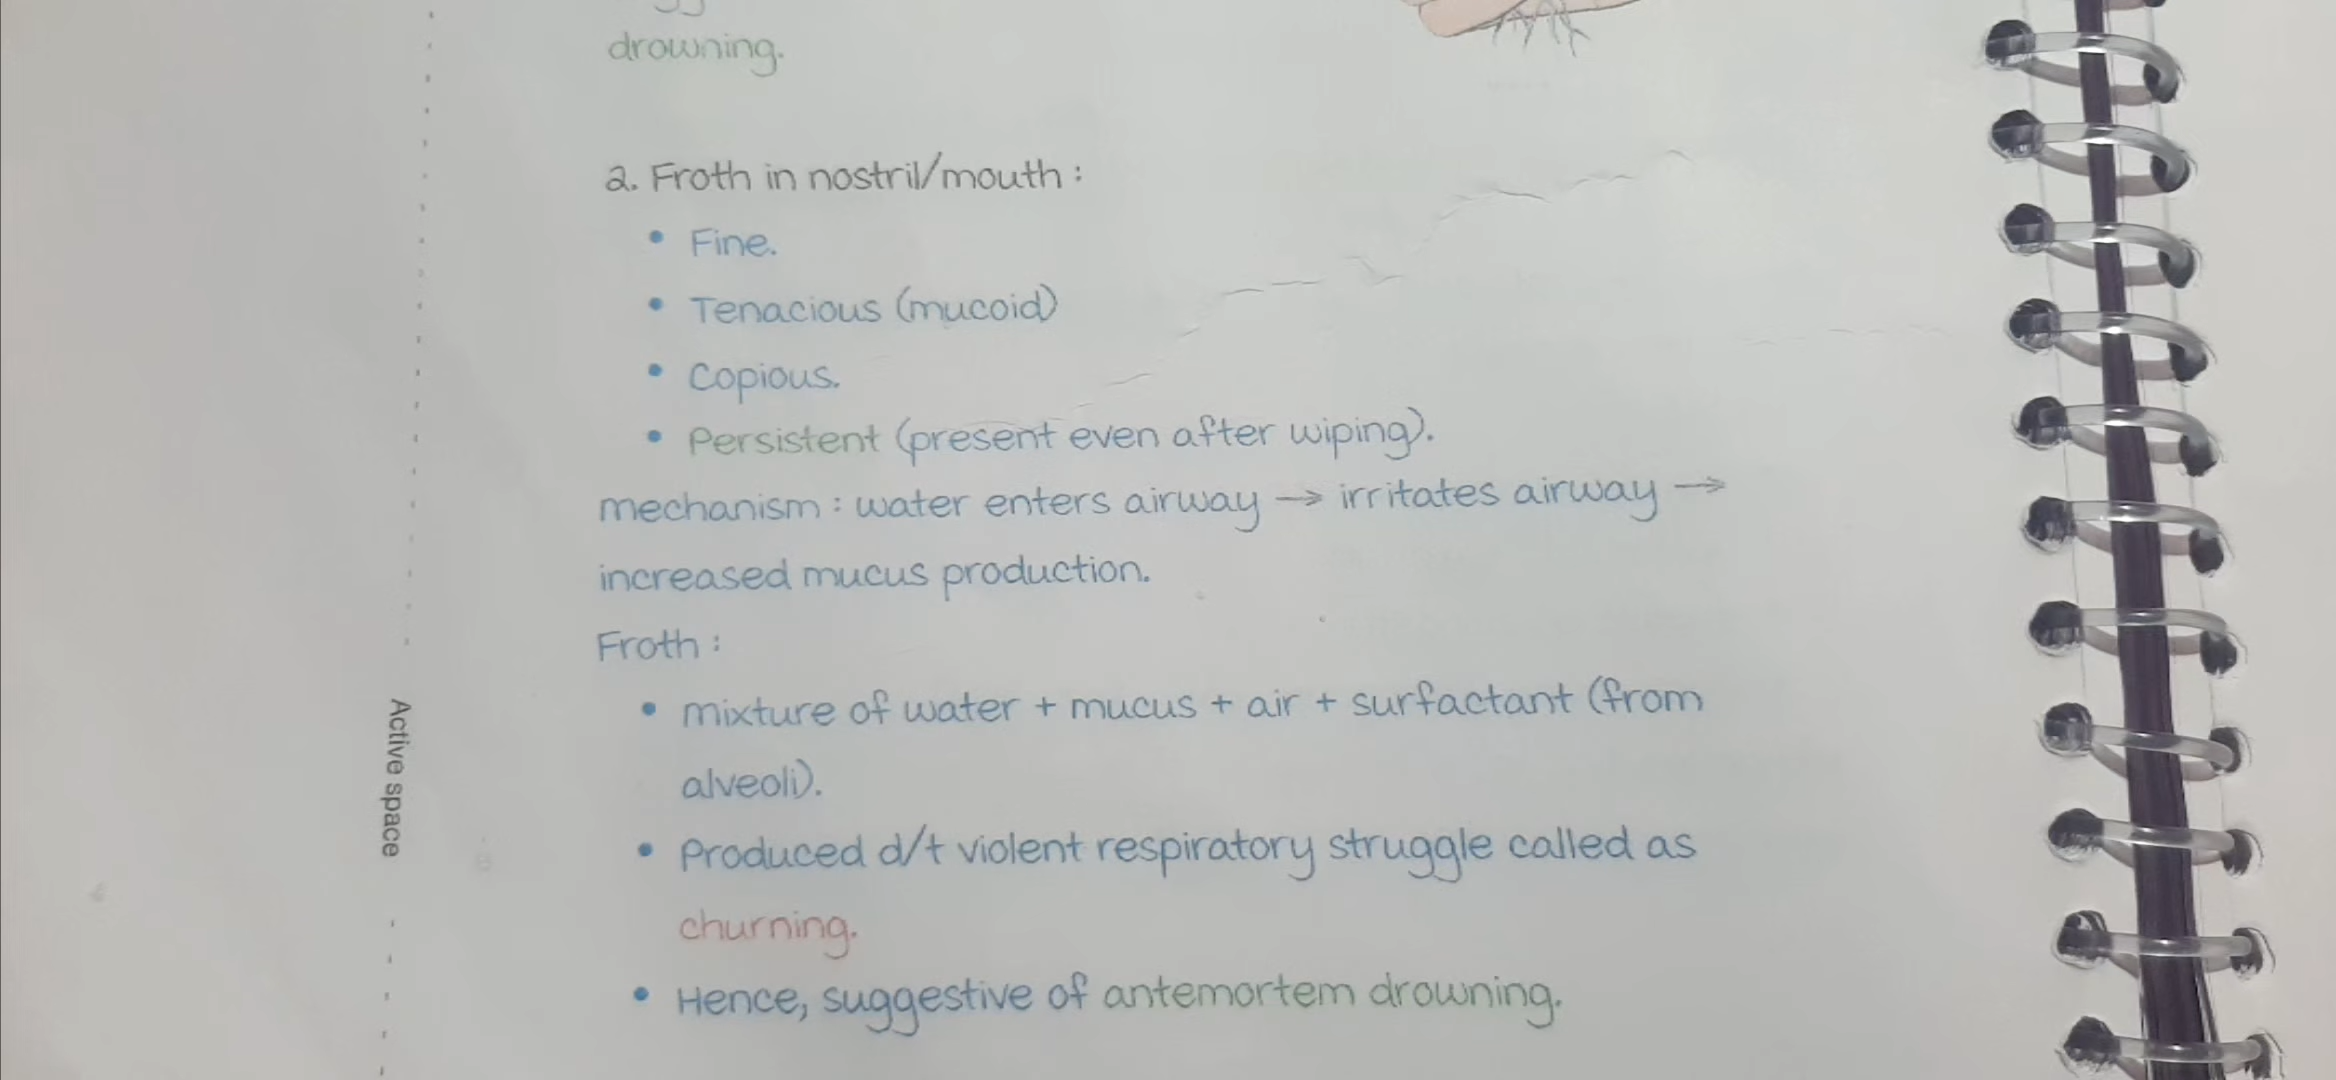 drowning.
2. Froth in nostril/mouth :
• Fine.
• Tenacious (mucoid)
• Copious.
• Persistent (present even after wiping).
mechanism : water enters airway → irritates airway →
increased mucus production.
Froth :
• mixture of water + mucus + air + surfactant (from
alveoli).
• Produced d/t violent respiratory struggle called as
churning.
• Hence, suggestive of antemortem drowning.
Active space